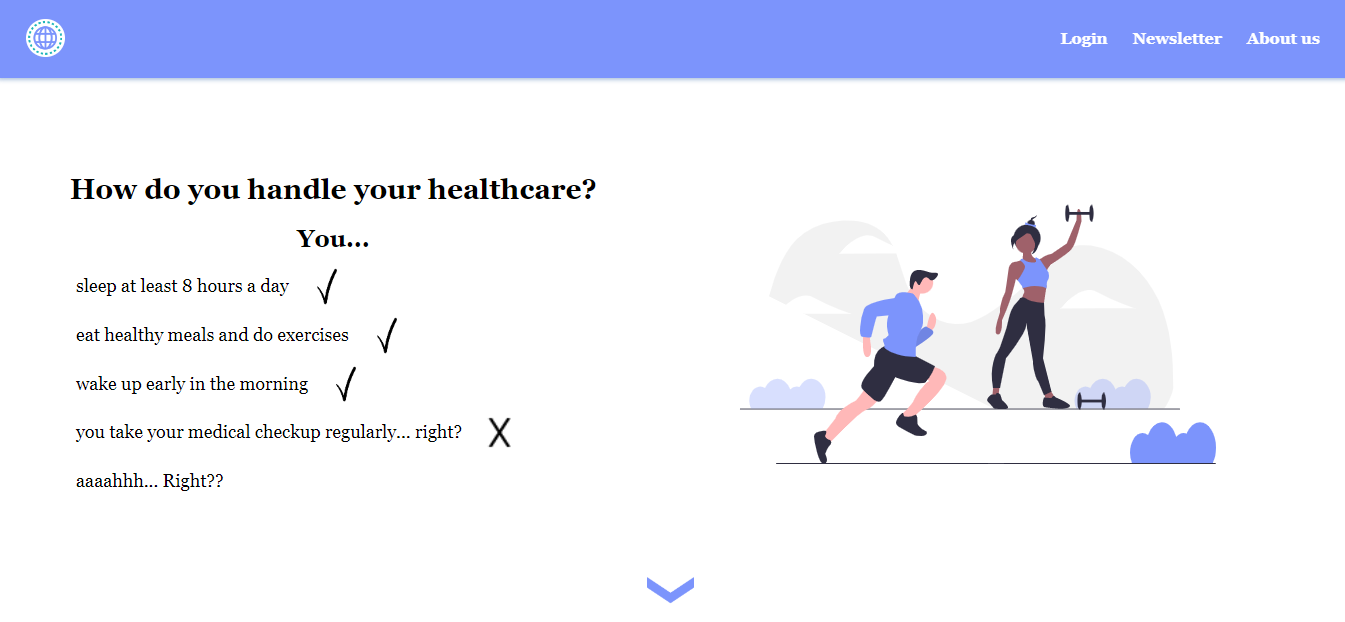 Login Newsletter About us
How do you handle your healthcare?
You...
sleep at least 8 hours a day
eat healthy meals and do exercises
wake up early in the morning
you take your medical checkup regularly... right?
aaaahhh... Right??